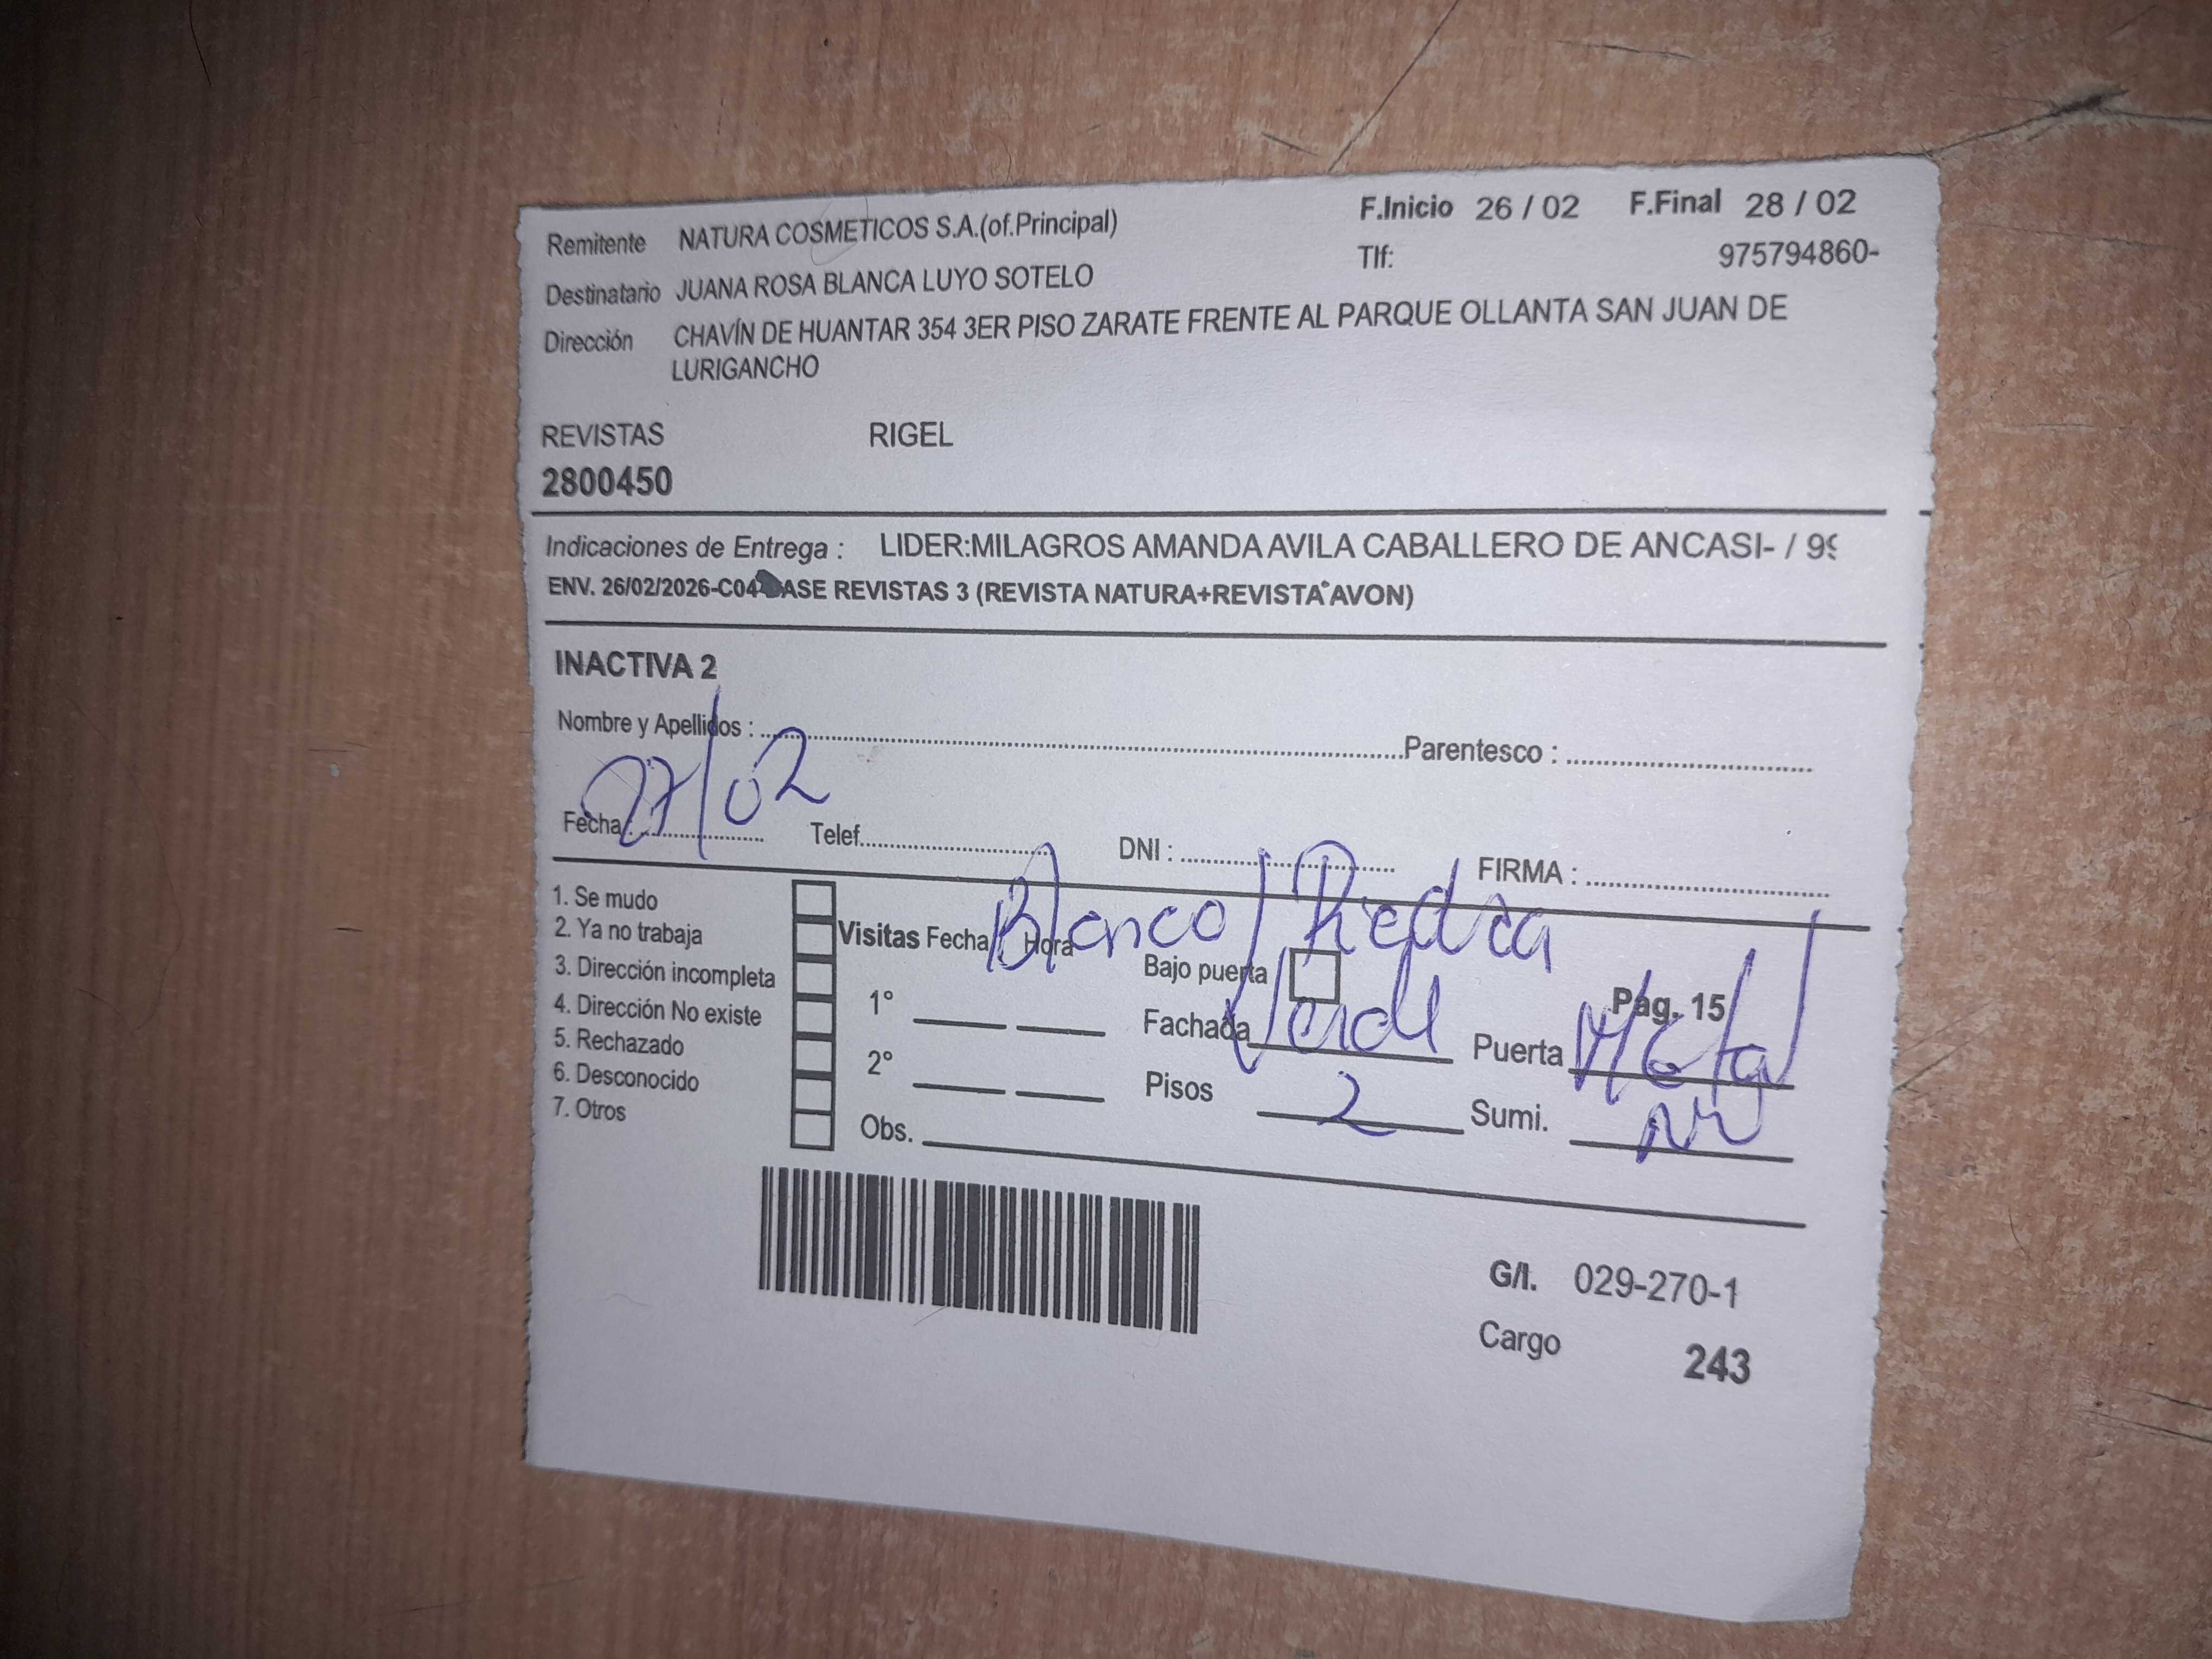 Remitente NATURA COSMETICOS S.A.(of.Principal) F.Inicio 26 / 02 F.Final 28 / 02
Tlf: 975794860-
Destinatario JUANA ROSA BLANCA LUYO SOTELO
Dirección CHAVÍN DE HUANTAR 354 3ER PISO ZARATE FRENTE AL PARQUE OLLANTA SAN JUAN DE
LURIGANCHO
REVISTAS RIGEL
2800450
Indicaciones de Entrega : LIDER:MILAGROS AMANDA AVILA CABALLERO DE ANCASI- / 99
ENV. 26/02/2026-C04 BASE REVISTAS 3 (REVISTA NATURA+REVISTA AVON)
INACTIVA 2
Nombre y Apellidos : Parentesco :
Fecha : 27/02 Telef. DNI : FIRMA :
1. Se mudo
2. Ya no trabaja
3. Dirección incompleta
4. Dirección No existe
5. Rechazado
6. Desconocido
7. Otros
Visitas Fecha Hora Blanco / Piedra
Bajo puerta Pag. 15
1° Fachada Verde Puerta Metal
2° Pisos 2 Sumi.
Obs.
G/I. 029-270-1
Cargo 243